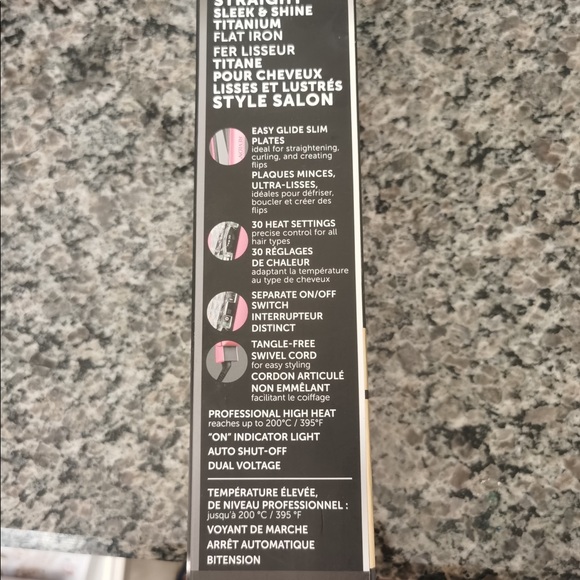 STRAIGHT
SLEEK & SHINE
TITANIUM
FLAT IRON
FER LISSEUR
TITANE
POUR CHEVEUX
LISSES ET LUSTRÉS
STYLE SALON
EASY GLIDE SLIM
PLATES
ideal for straightening,
curling, and creating
flips
PLAQUES MINCES,
ULTRA-LISSES,
idéales pour défriser,
boucler et créer des
flips
30 HEAT SETTINGS
precise control for all
hair types
30 RÉGLAGES
DE CHALEUR
adaptant la température
au type de cheveux
SEPARATE ON/OFF
SWITCH
INTERRUPTEUR
DISTINCT
TANGLE-FREE
SWIVEL CORD
for easy styling
CORDON ARTICULÉ
NON EMMÊLANT
facilitant le coiffage
PROFESSIONAL HIGH HEAT
reaches up to 200°C / 395°F
"ON" INDICATOR LIGHT
AUTO SHUT-OFF
DUAL VOLTAGE
TEMPÉRATURE ÉLEVÉE,
DE NIVEAU PROFESSIONNEL :
jusqu'à 200 °C / 395 °F
VOYANT DE MARCHE
ARRÊT AUTOMATIQUE
BITENSION